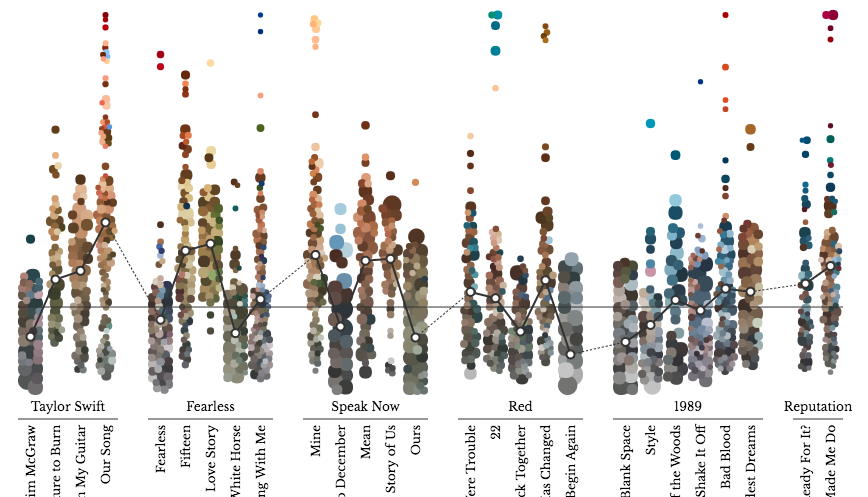 Taylor Swift
Fearless
Speak Now
Red
1989
Reputation
im McGraw
ure to Burn
n My Guitar
Our Song
Fearless
Fifteen
Love Story
White Horse
ng With Me
Mine
o December
Mean
Story of Us
Ours
Were Trouble
22
ck Together
as Changed
Begin Again
Blank Space
Style
f the Woods
Shake It Off
Bad Blood
lest Dreams
eady For It?
Made Me Do